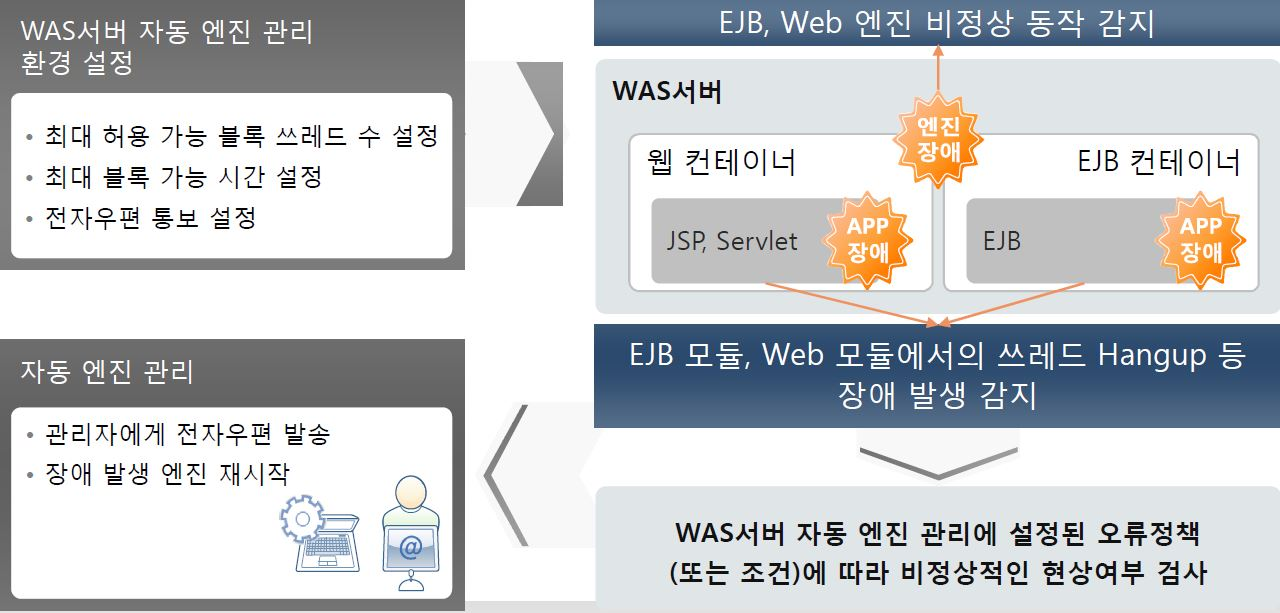 WAS서버 자동 엔진 관리
환경 설정
• 최대 허용 가능 블록 쓰레드 수 설정
• 최대 블록 가능 시간 설정
• 전자우편 통보 설정
EJB, Web 엔진 비정상 동작 감지
WAS서버
엔진
장애
웹 컨테이너
JSP, Servlet
APP
장애
EJB 컨테이너
EJB
APP
장애
EJB 모듈, Web 모듈에서의 쓰레드 Hangup 등
장애 발생 감지
WAS서버 자동 엔진 관리에 설정된 오류정책
(또는 조건)에 따라 비정상적인 현상여부 검사
자동 엔진 관리
• 관리자에게 전자우편 발송
• 장애 발생 엔진 재시작
@